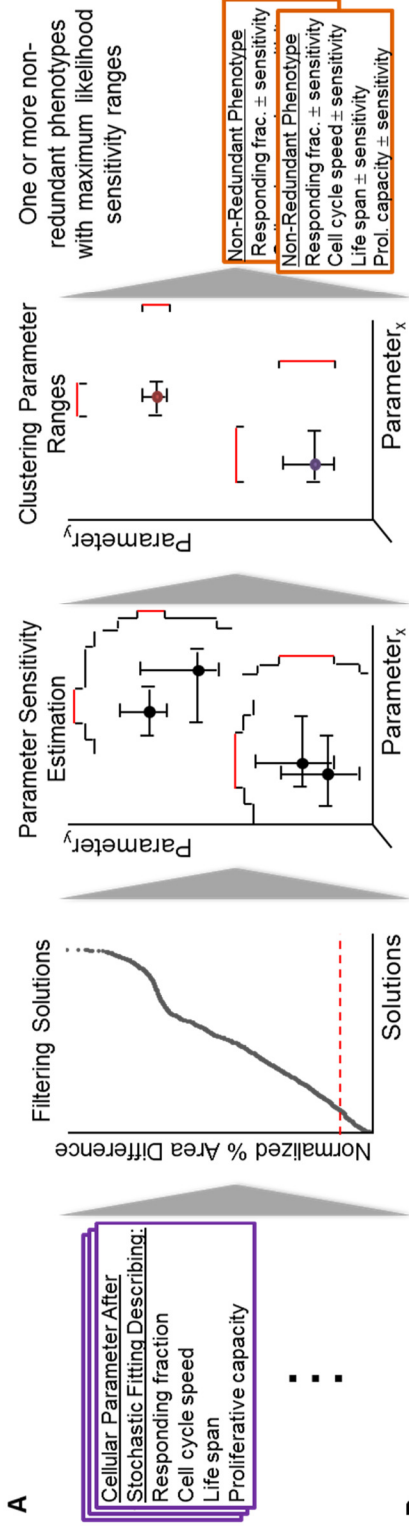 A
Cellular Parameter After
Stochastic Fitting Describing:
Responding fraction
Cell cycle speed
Life span
Proliferative capacity
Filtering Solutions
Normalized % Area Difference
Solutions
Parameter Sensitivity
Estimation
Parametery
Parameterx
Clustering Parameter
Ranges
Parametery
Parameterx
One or more non-
redundant phenotypes
with maximum likelihood
sensitivity ranges
Non-Redundant Phenotype
Responding frac. ± sensitivity
Non-Redundant Phenotype
Responding frac. ± sensitivity
Cell cycle speed ± sensitivity
Life span ± sensitivity
Prol. capacity ± sensitivity